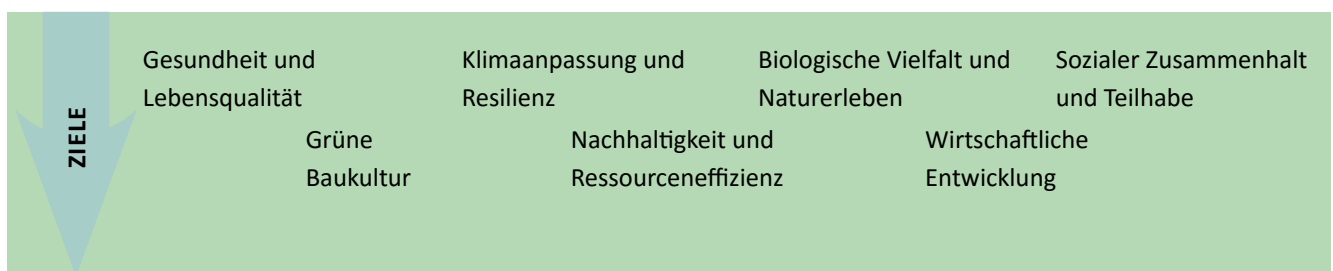 ZIELE
Gesundheit und
Lebensqualität
Klimaanpassung und
Resilienz
Biologische Vielfalt und
Naturerleben
Sozialer Zusammenhalt
und Teilhabe
Grüne
Baukultur
Nachhaltigkeit und
Ressourceneffizienz
Wirtschaftliche
Entwicklung